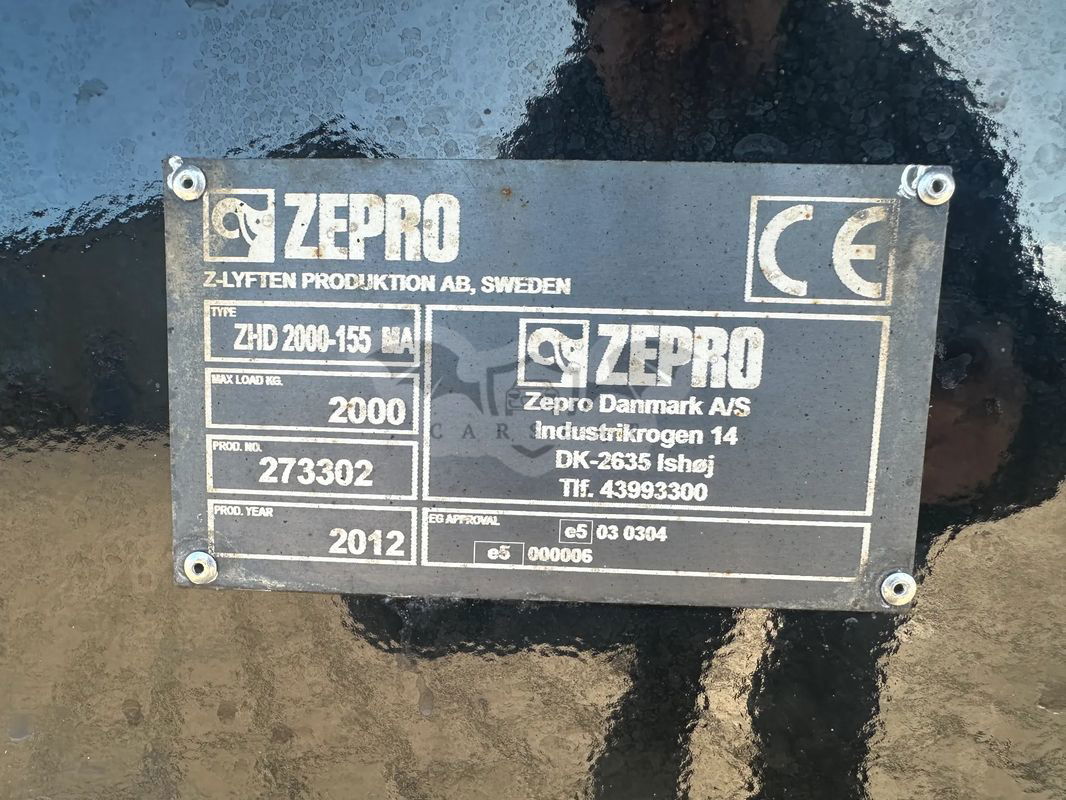 ZEPRO
Z-LYFTEN PRODUKTION AB, SWEDEN
CE
TYPE
ZHD 2000-155 MA
MAX LOAD KG.
2000
PROD. NO.
273302
PROD. YEAR
2012
ZEPRO
Zepro Danmark A/S
Industrikrogen 14
DK-2635 Ishøj
Tlf. 43993300
EG APPROVAL
e5 03 0304
e5 000006